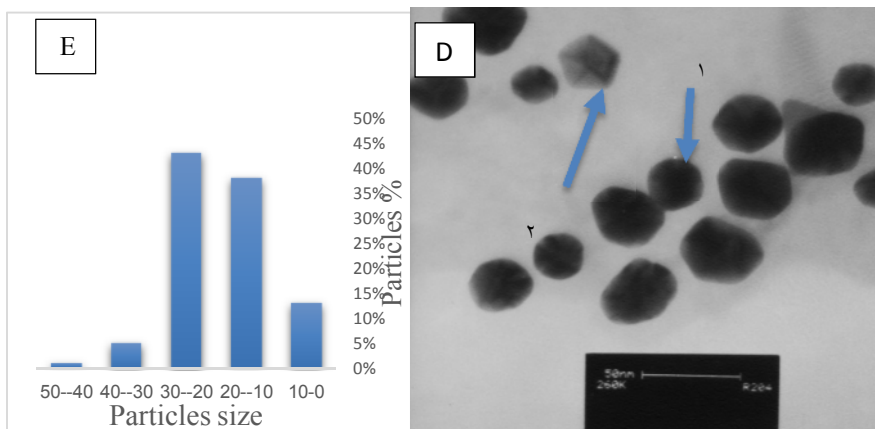 E
50%
45%
40%
35%
30%
25%
20%
15%
10%
5%
0%
Particles %
50--40 40--30 30--20 20--10 10-0
Particles size
D
١
٢
50nm
260K R204